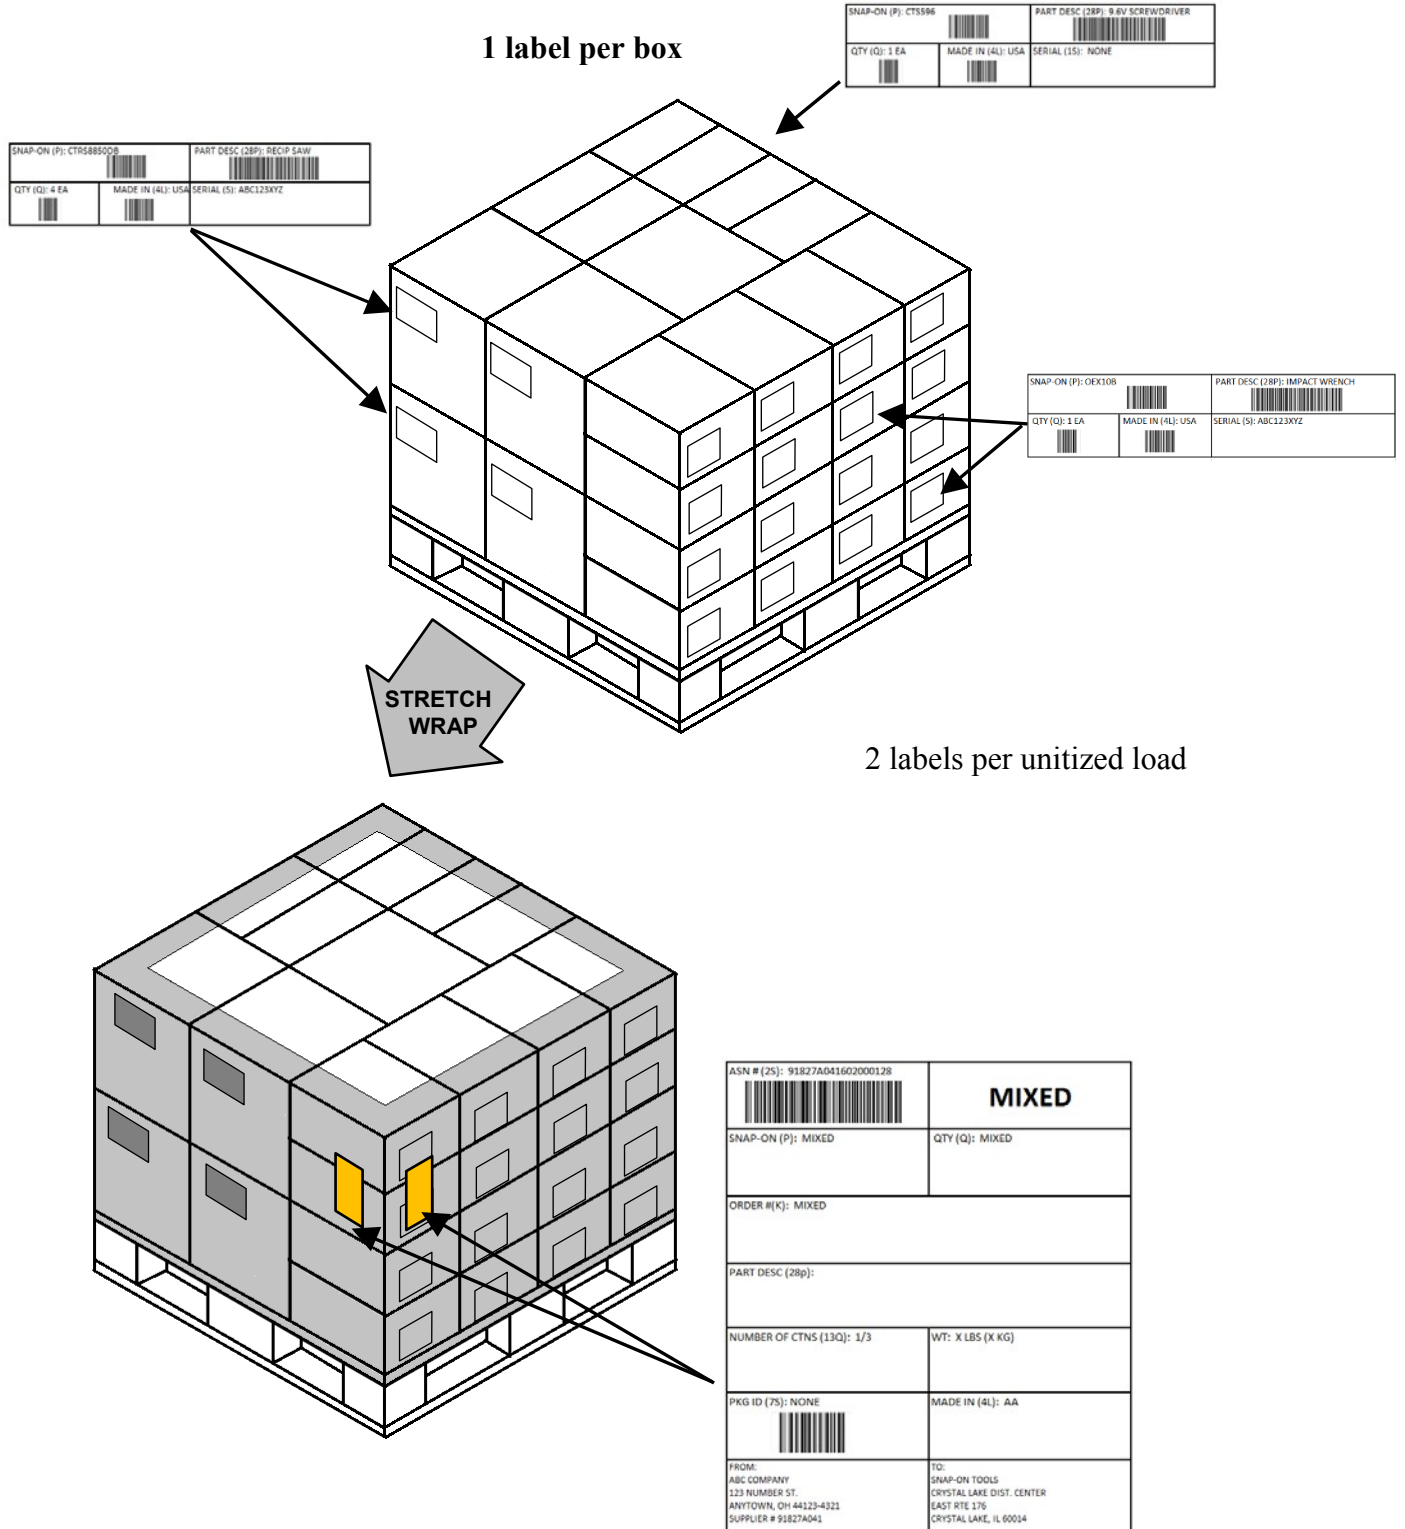 1 label per box
SNAP-ON (P): CTS596
PART DESC (28P): 9.6V SCREWDRIVER
QTY (Q): 1 EA
MADE IN (4L): USA
SERIAL (1S): NONE
SNAP-ON (P): CTRS8850DB
PART DESC (28P): RECIP SAW
QTY (Q): 4 EA
MADE IN (4L): USA
SERIAL (S): ABC123XYZ
SNAP-ON (P): OEX10B
PART DESC (28P): IMPACT WRENCH
QTY (Q): 1 EA
MADE IN (4L): USA
SERIAL (S): ABC123XYZ
STRETCH
WRAP
2 labels per unitized load
ASN # (2S): 91827A041602000128
MIXED
SNAP-ON (P): MIXED
QTY (Q): MIXED
ORDER #(K): MIXED
PART DESC (28p):
NUMBER OF CTNS (13Q): 1/3
WT: X LBS (X KG)
PKG ID (7S): NONE
MADE IN (4L): AA
FROM:
ABC COMPANY
123 NUMBER ST.
ANYTOWN, OH 44123-4321
SUPPLIER # 91827A041
TO:
SNAP-ON TOOLS
CRYSTAL LAKE DIST. CENTER
EAST RTE 176
CRYSTAL LAKE, IL 60014